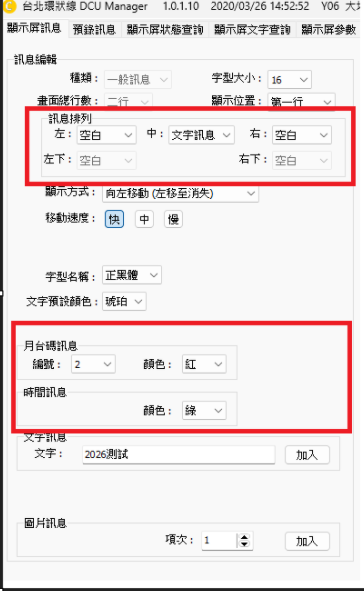 台北環狀線 DCU Manager 1.0.1.10 2020/03/26 14:52:52 Y06
顯示屏訊息 預錄訊息 顯示屏狀態查詢 顯示屏文字查詢 顯示屏參數
訊息編輯
種類： 一般訊息 字型大小： 16
畫面總行數： 二行 顯示位置： 第一行
訊息排列
左： 空白 中： 文字訊息 右： 空白
左下： 空白 右下： 空白
顯示方式： 向左移動 (左移至消失)
移動速度： 快 中 慢
字型名稱： 正黑體
文字預設顏色： 琥珀
月台碼訊息
編號： 2 顏色： 紅
時間訊息
顏色： 綠
文字訊息
文字： 2026測試 加入
圖片訊息
項次： 1 加入